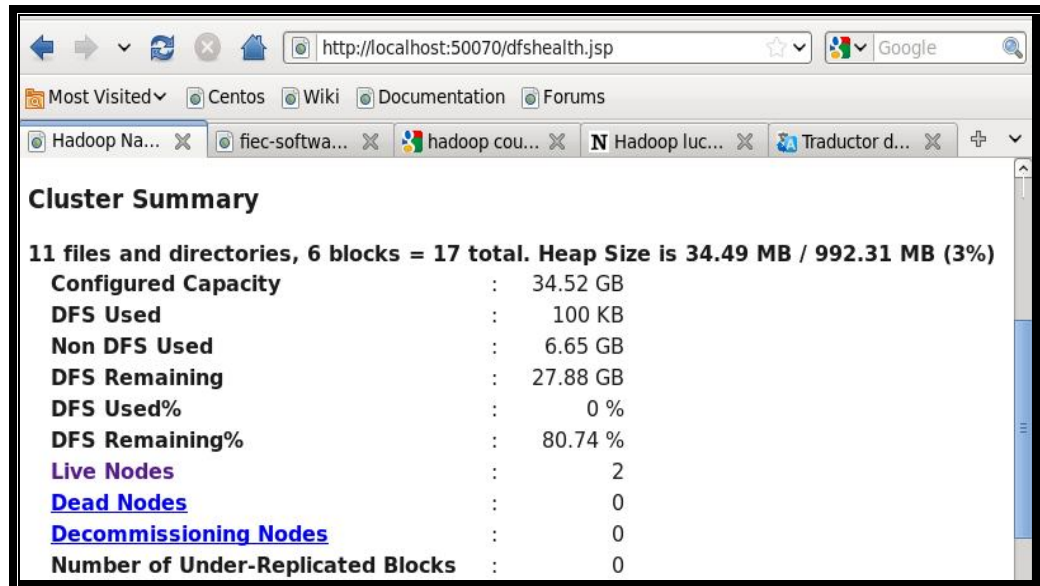 http://localhost:50070/dfshealth.jsp Google
Most Visited Centos Wiki Documentation Forums
Hadoop Na... fiec-softwa... hadoop cou... N Hadoop luc... Traductor d...
Cluster Summary
11 files and directories, 6 blocks = 17 total. Heap Size is 34.49 MB / 992.31 MB (3%)
Configured Capacity : 34.52 GB
DFS Used : 100 KB
Non DFS Used : 6.65 GB
DFS Remaining : 27.88 GB
DFS Used% : 0 %
DFS Remaining% : 80.74 %
Live Nodes : 2
Dead Nodes : 0
Decommissioning Nodes : 0
Number of Under-Replicated Blocks : 0